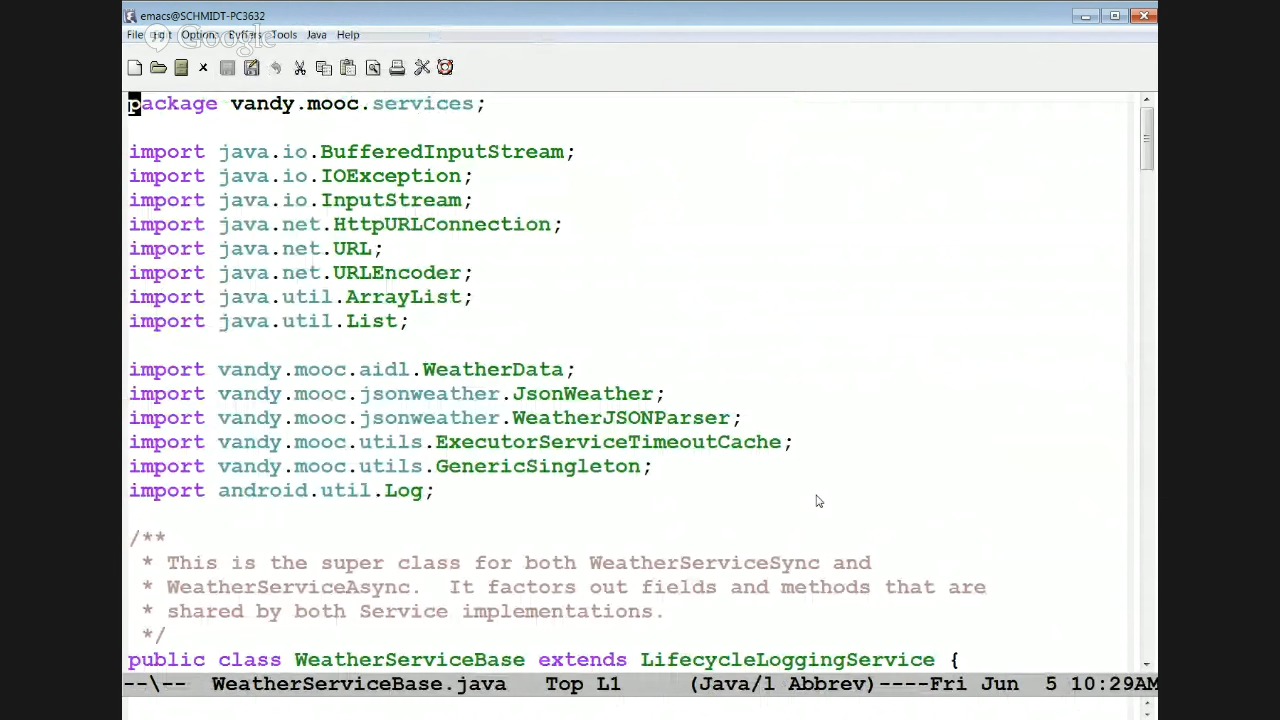 emacs@SCHMIDT-PC3632
File Edit Options Buffers Tools Java Help
Google
package vandy.mooc.services;
import java.io.BufferedInputStream;
import java.io.IOException;
import java.io.InputStream;
import java.net.HttpURLConnection;
import java.net.URL;
import java.net.URLEncoder;
import java.util.ArrayList;
import java.util.List;
import vandy.mooc.aidl.WeatherData;
import vandy.mooc.jsonweather.JsonWeather;
import vandy.mooc.jsonweather.WeatherJSONParser;
import vandy.mooc.utils.ExecutorServiceTimeoutCache;
import vandy.mooc.utils.GenericSingleton;
import android.util.Log;
/**
* This is the super class for both WeatherServiceSync and
* WeatherServiceAsync.  It factors out fields and methods that are
* shared by both Service implementations.
*/
public class WeatherServiceBase extends LifecycleLoggingService {
--\--  WeatherServiceBase.java   Top L1     (Java/l Abbrev)----Fri Jun  5 10:29AM